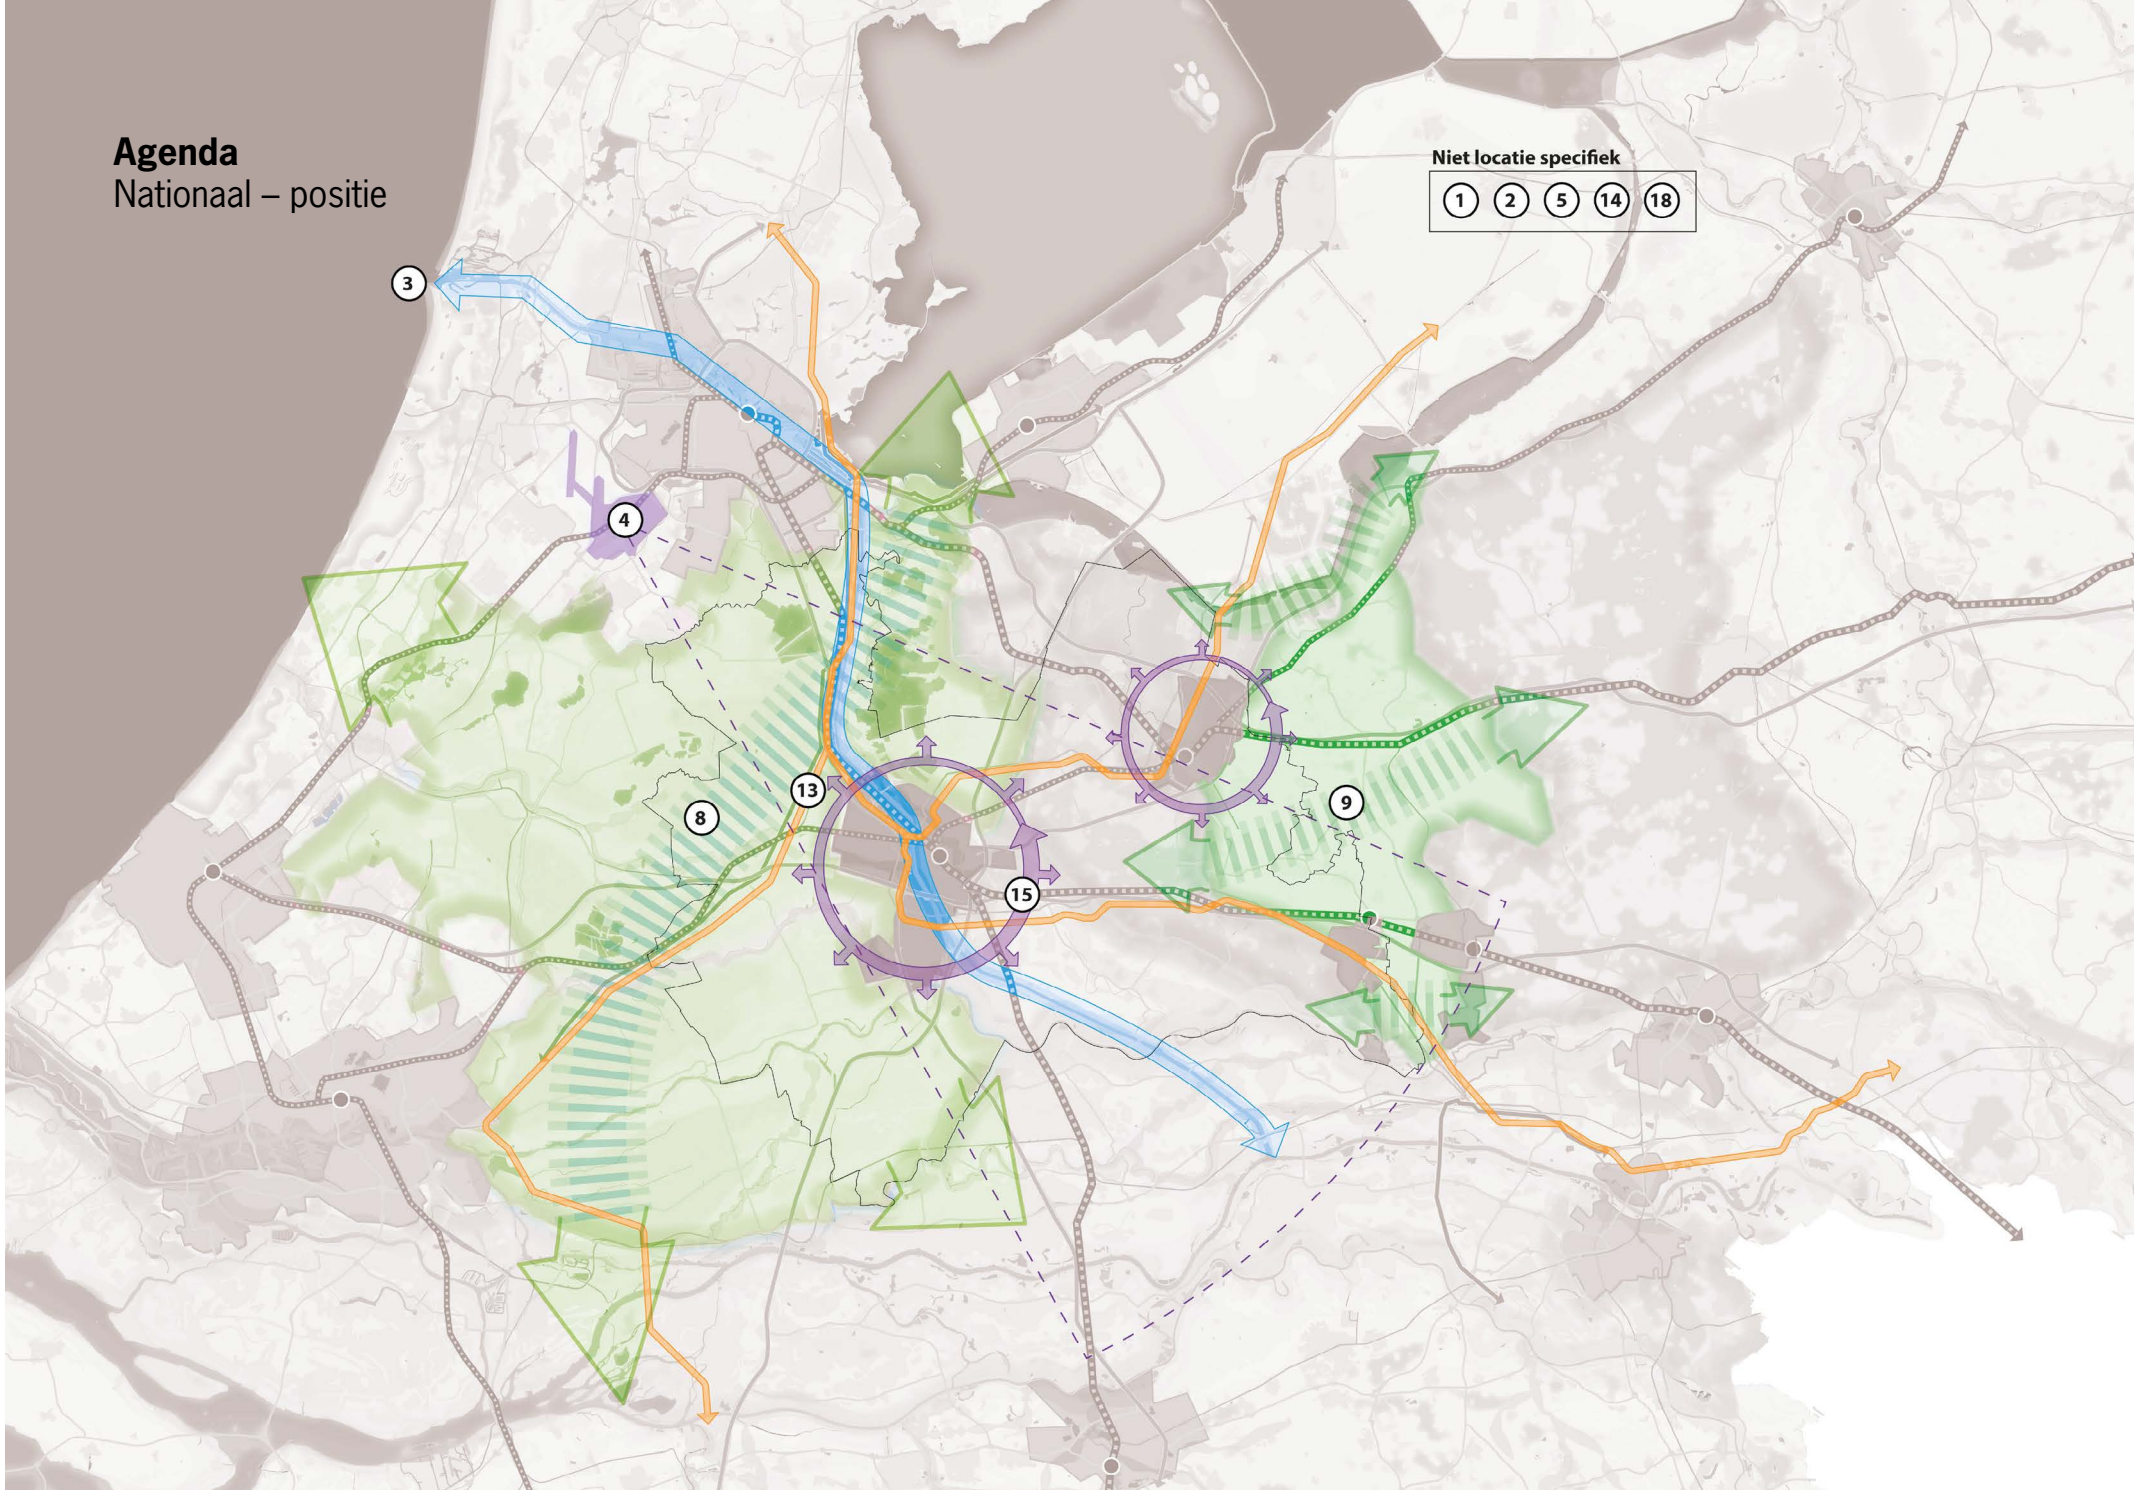 Agenda
Nationaal – positie
Niet locatie specifiek
1 2 5 14 18
3
4
13
8
9
15